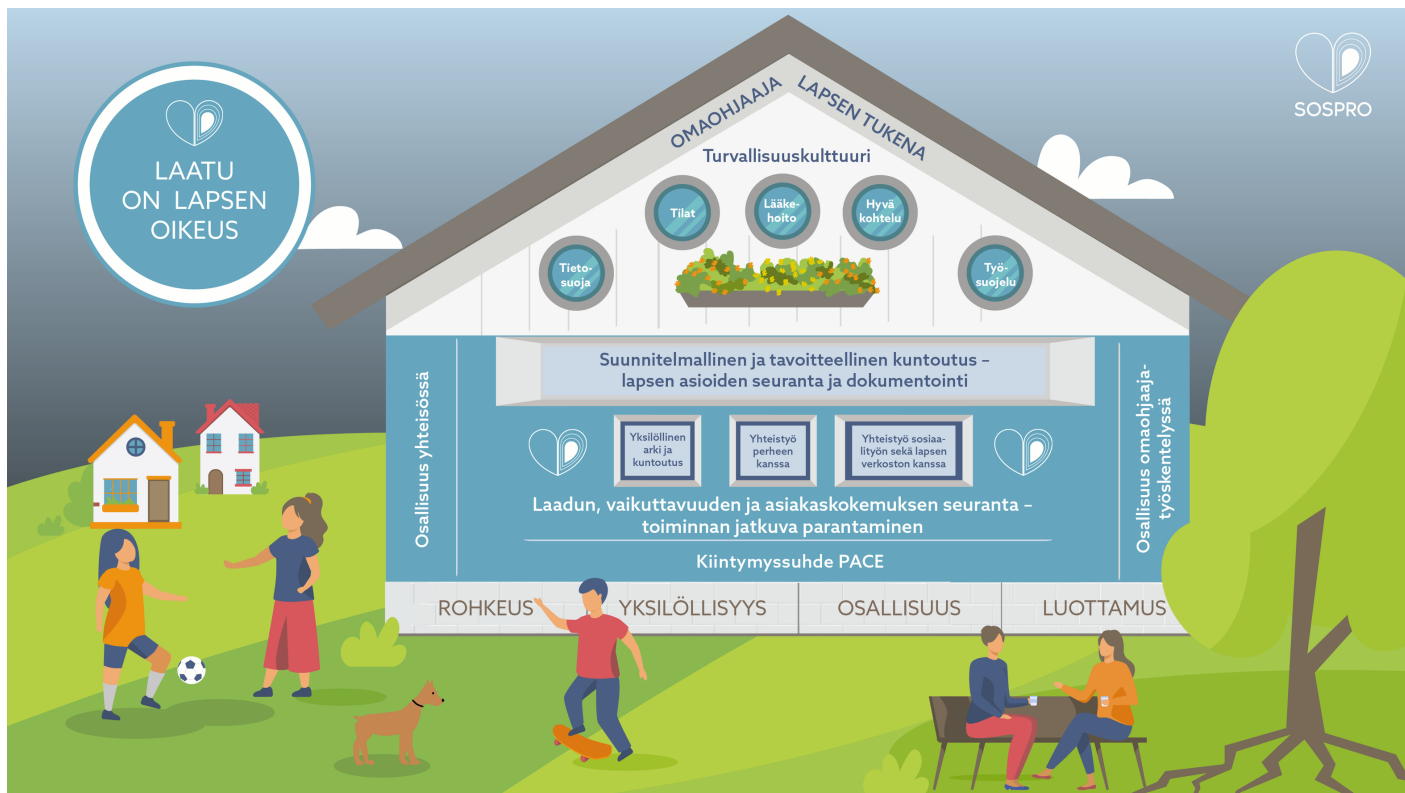 SOSPRO
LAATU
ON LAPSEN
OIKEUS
OMAOHJAAJA
LAPSEN TUKENA
Turvallisuuskulttuuri
Tieto-
suoja
Tilat
Lääke-
hoito
Hyvä
kohtelu
Työ-
suojelu
Osallisuus yhteisössä
Suunnitelmallinen ja tavoitteellinen kuntoutus –
lapsen asioiden seuranta ja dokumentointi
Yksilöllinen
arki ja
kuntoutus
Yhteistyö
perheen
kanssa
Yhteistyö sosiaa-
lityön sekä lapsen
verkoston kanssa
Laadun, vaikuttavuuden ja asiakaskokemuksen seuranta –
toiminnan jatkuva parantaminen
Kiintymyssuhde PACE
Osallisuus omaohjaaja-
työskentelyssä
ROHKEUS
YKSILÖLLISYYS
OSALLISUUS
LUOTTAMUS